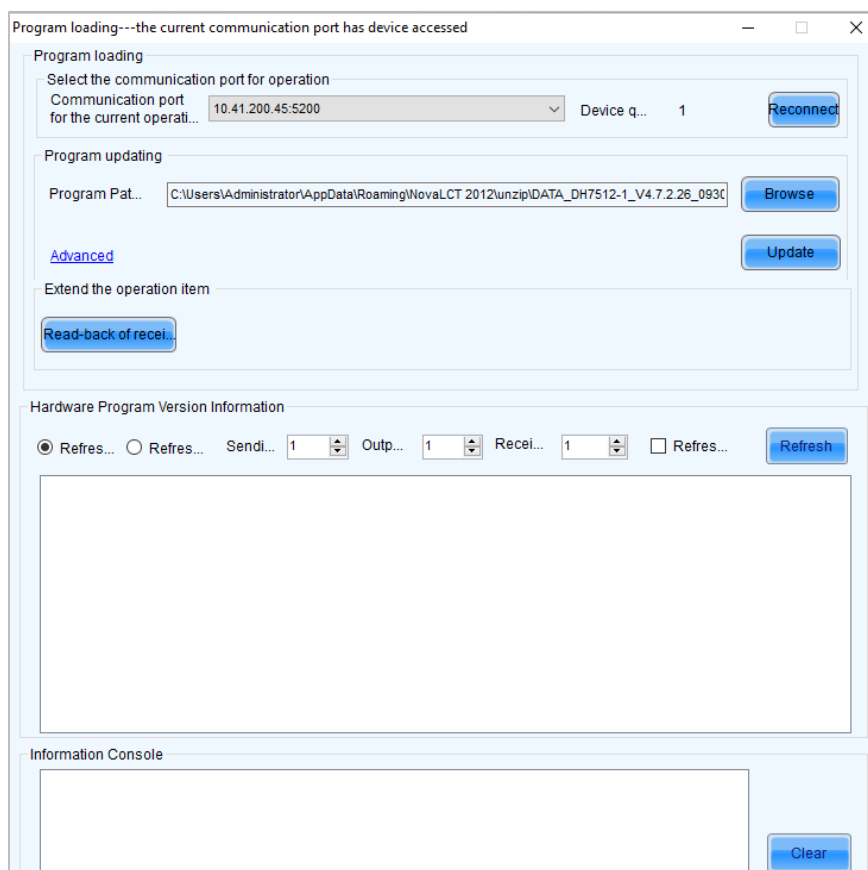 Program loading---the current communication port has device accessed
Program loading
Select the communication port for operation
Communication port
for the current operati...
10.41.200.45:5200
Device q... 1
Reconnect
Program updating
Program Pat...
C:\Users\Administrator\AppData\Roaming\NovaLCT 2012\unzip\DATA_DH7512-1_V4.7.2.26_093
Browse
Advanced
Update
Extend the operation item
Read-back of recei...
Hardware Program Version Information
Refres... Refres... Sendi... 1 Outp... 1 Recei... 1 Refres... Refresh
Information Console
Clear